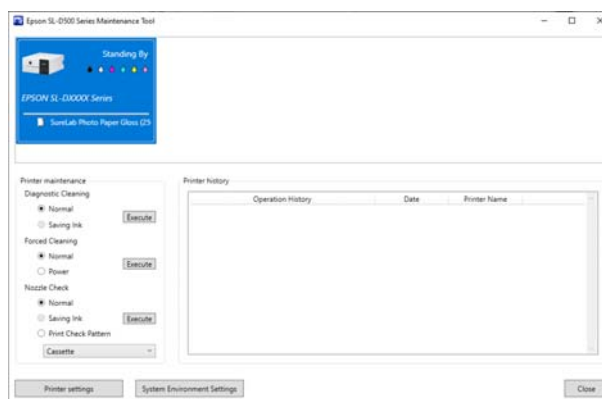 Epson SL-D500 Series Maintenance Tool
Standing By
EPSON SL-DXXXX Series
SureLab Photo Paper Gloss (25
Printer maintenance
Diagnostic Cleaning
Normal
Saving Ink
Execute
Forced Cleaning
Normal
Power
Execute
Nozzle Check
Normal
Saving Ink
Execute
Print Check Pattern
Cassette
Printer history
Operation History Date Printer Name
Printer settings
System Environment Settings
Close